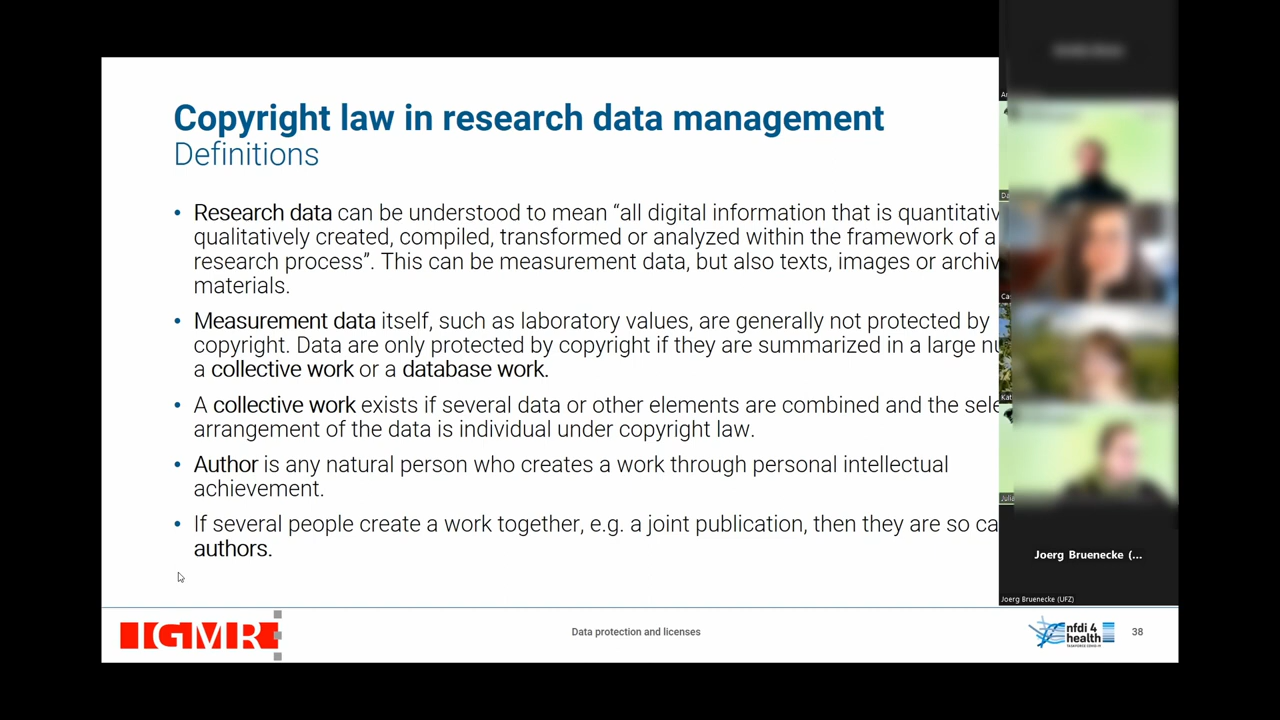 Copyright law in research data management
Definitions
• Research data can be understood to mean “all digital information that is quantitativ
qualitatively created, compiled, transformed or analyzed within the framework of a
research process”. This can be measurement data, but also texts, images or archiv
materials.
• Measurement data itself, such as laboratory values, are generally not protected by
copyright. Data are only protected by copyright if they are summarized in a large nu
a collective work or a database work.
• A collective work exists if several data or other elements are combined and the sele
arrangement of the data is individual under copyright law.
• Author is any natural person who creates a work through personal intellectual
achievement.
• If several people create a work together, e.g. a joint publication, then they are so ca
authors.
Joerg Bruenecke (...
Joerg Bruenecke (UFZ)
IGMR
Data protection and licenses
nfdi 4
health
TASKFORCE COVID-19
38